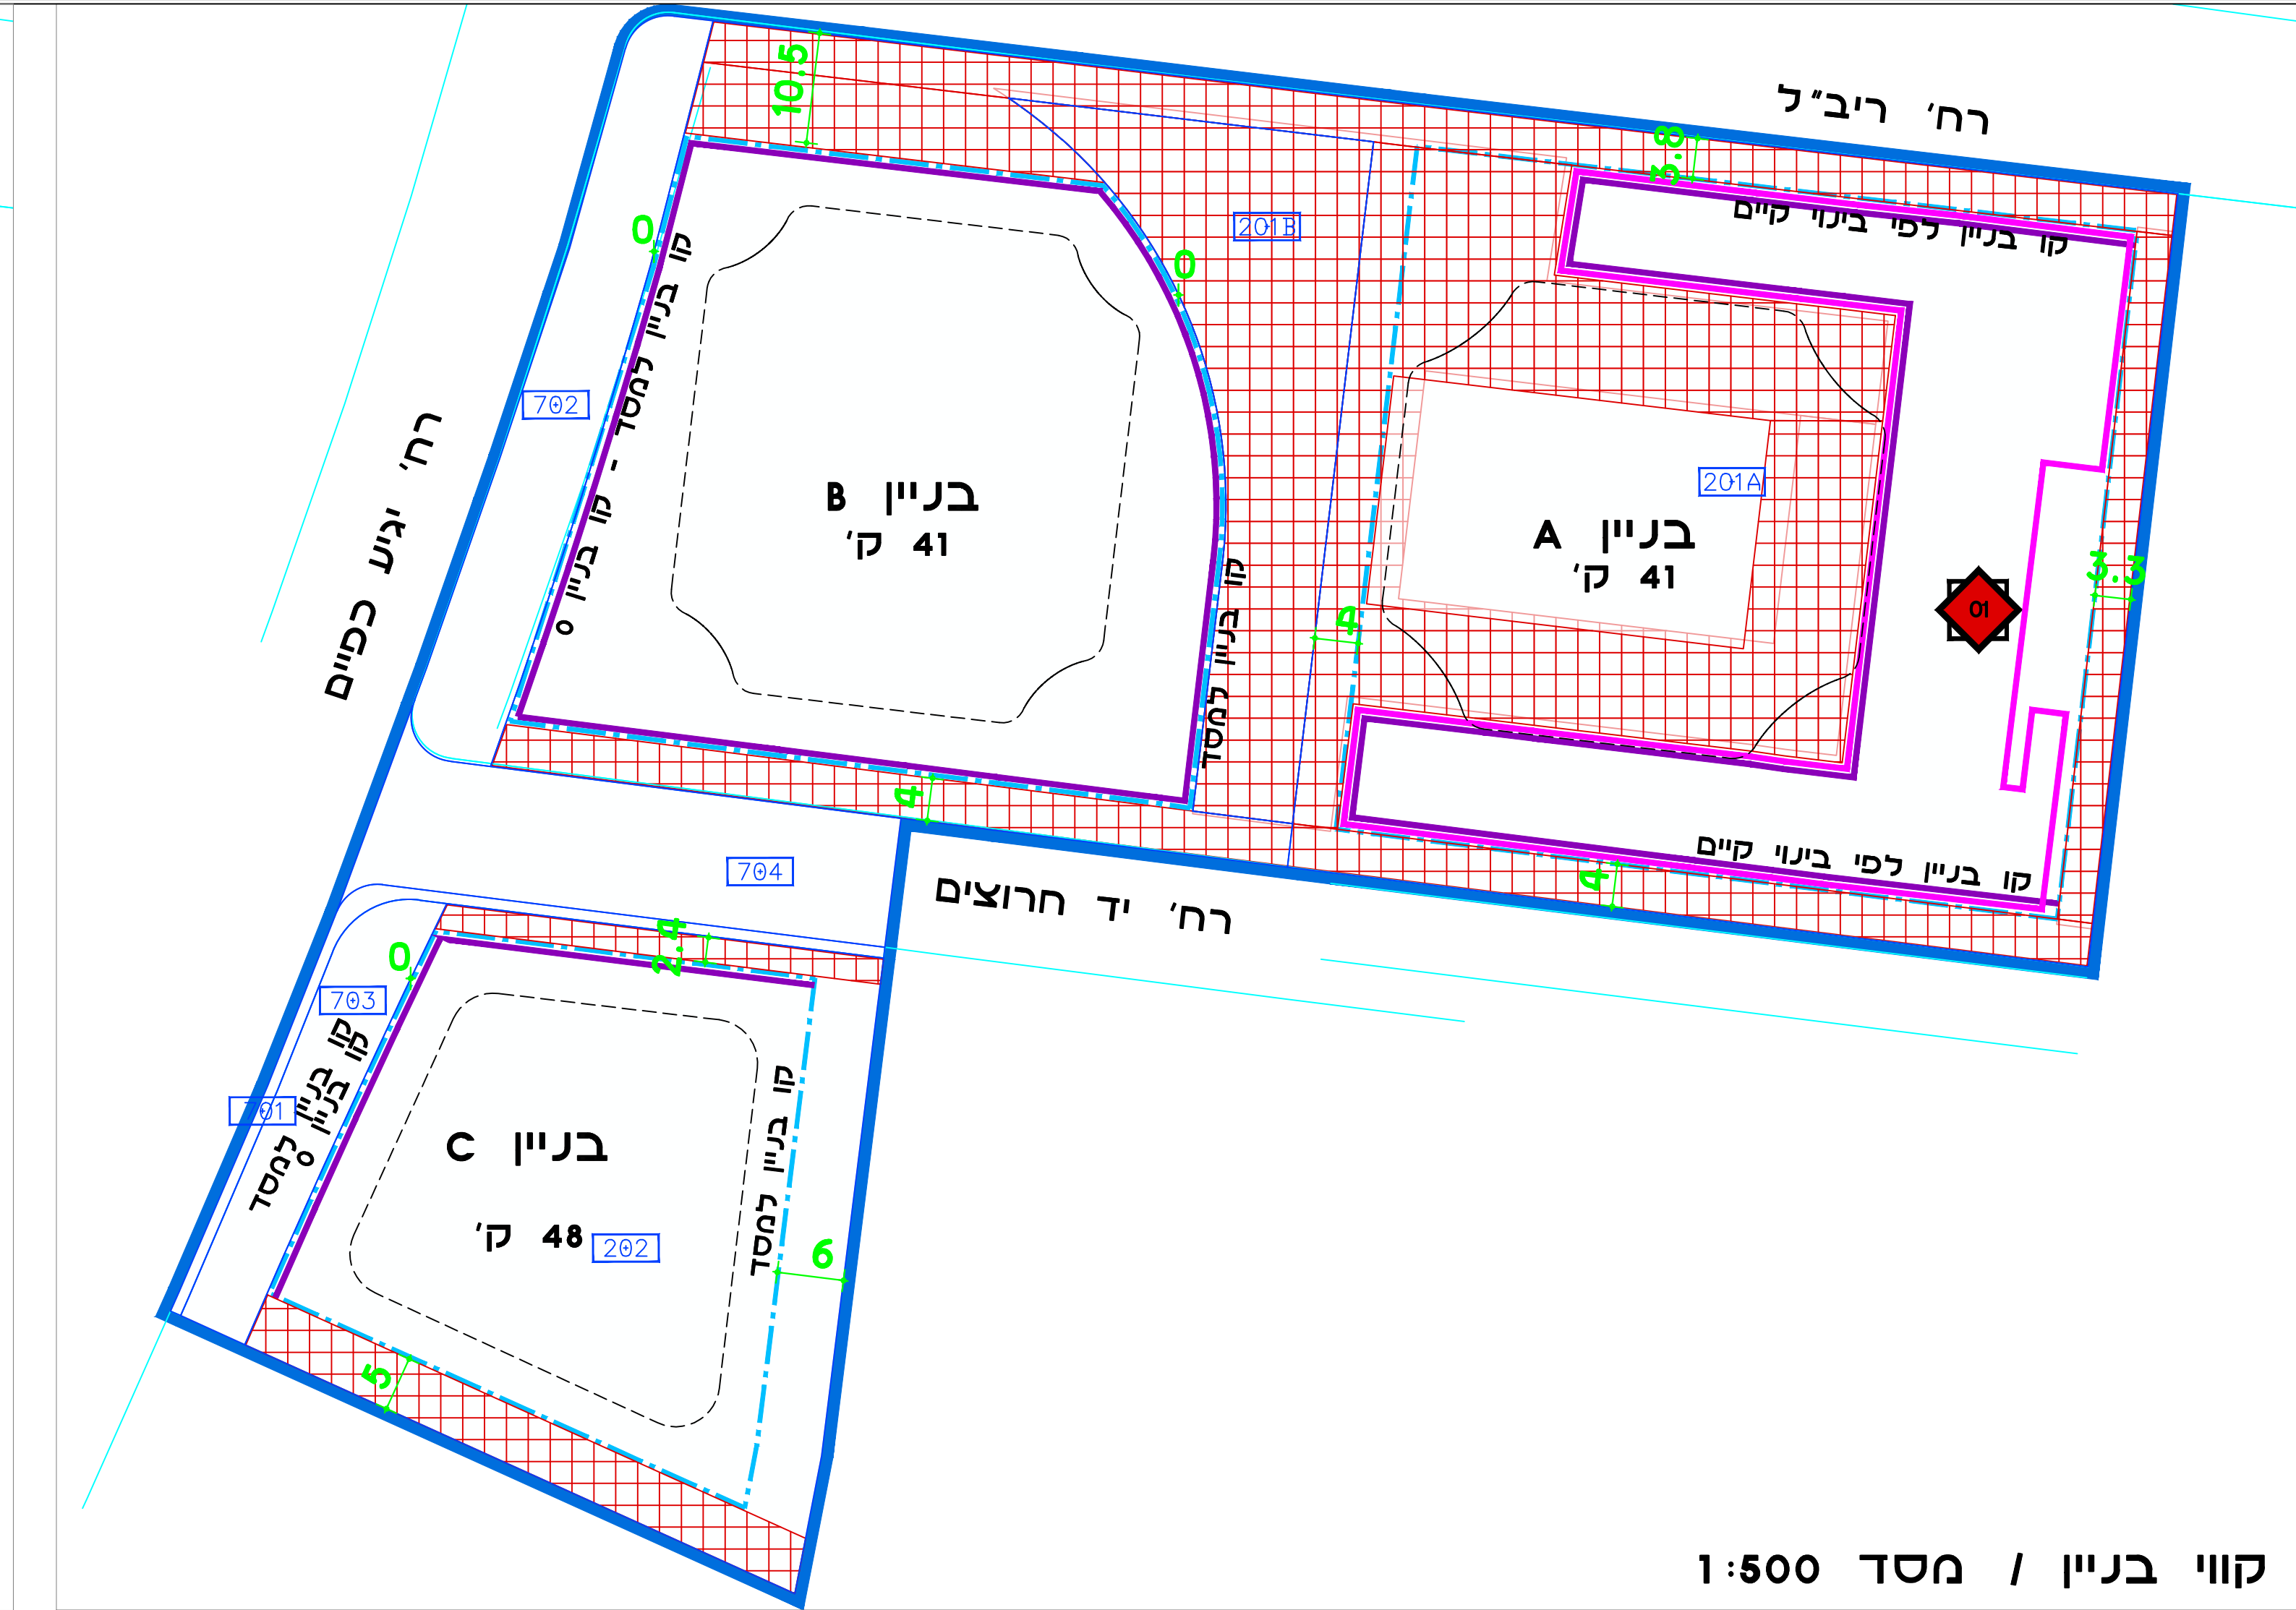 רח' ריב"ל
10.5
3.8
קו בניין לפי בינוי קיים
0
0
201B
קו בניין למסד - קו בניין 0
702
רח' יגיע כפיים
בניין B
41 ק'
201A
בניין A
41 ק'
3.3
01
4
קו בניין למסד
4
4
קו בניין לפי בינוי קיים
704
רח' יד חרוצים
2.4
0
703
קו בניין למסד
קו בניין 0
701
קו בניין למסד
בניין C
48 ק'
202
6
5
קווי בניין / מסד 1:500